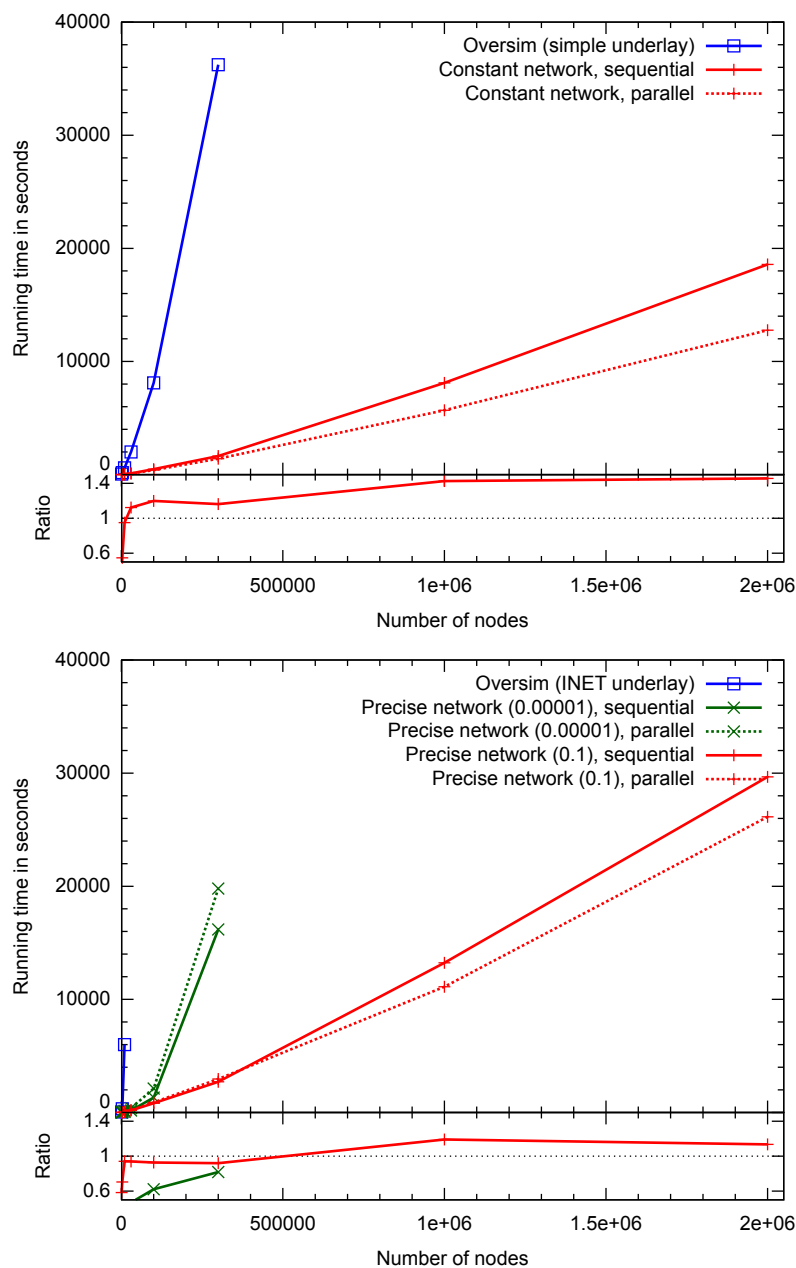 40000
Oversim (simple underlay)
Constant network, sequential
Constant network, parallel
30000
20000
10000
0
Running time in seconds
1.4
1
0.6
Ratio
0
500000
1e+06
1.5e+06
2e+06
Number of nodes
40000
Oversim (INET underlay)
Precise network (0.00001), sequential
Precise network (0.00001), parallel
Precise network (0.1), sequential
Precise network (0.1), parallel
30000
20000
10000
0
Running time in seconds
1.4
1
0.6
Ratio
0
500000
1e+06
1.5e+06
2e+06
Number of nodes